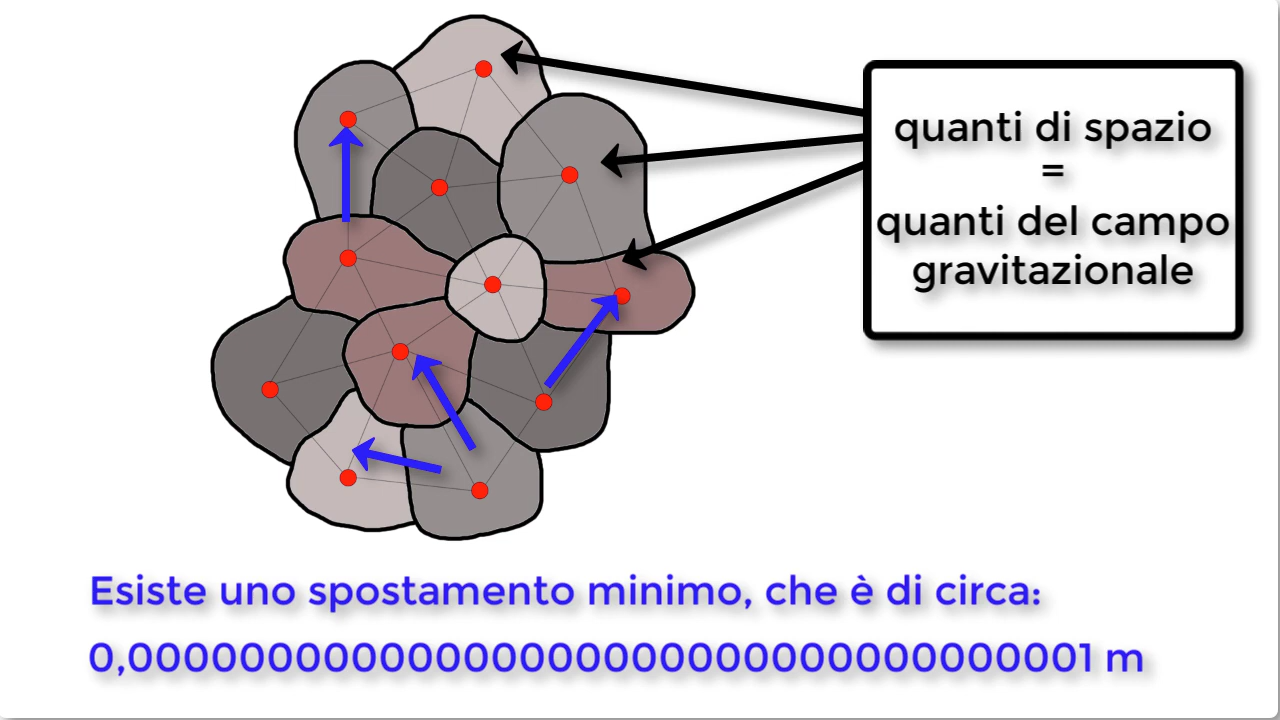 quanti di spazio
=
quanti del campo
gravitazionale
Esiste uno spostamento minimo, che è di circa:
0,00000000000000000000000000000000001 m